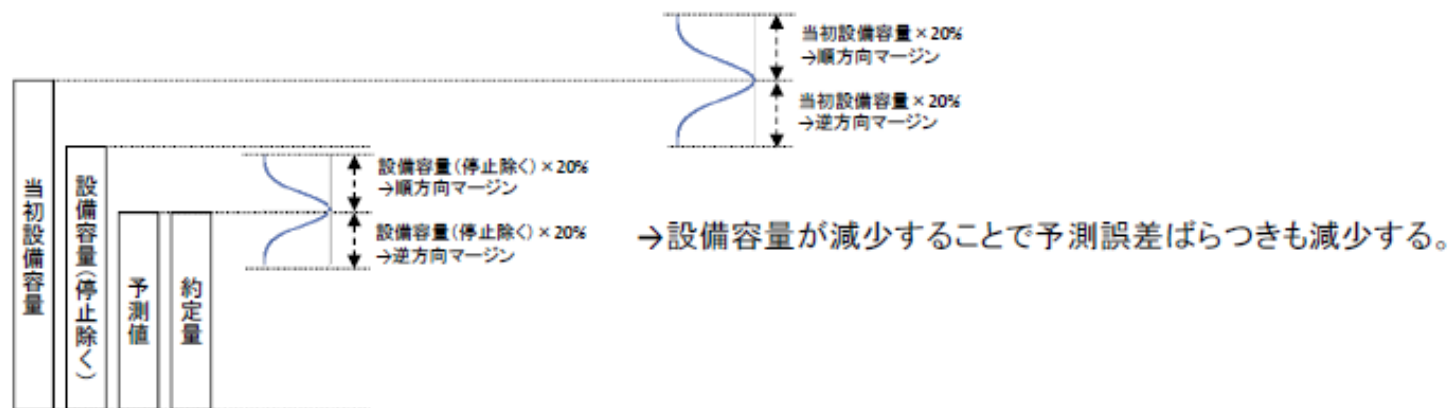 当初設備容量×20%
→順方向マージン
当初設備容量×20%
→逆方向マージン
設備容量(停止除く)×20%
→順方向マージン
設備容量(停止除く)×20%
→逆方向マージン
→設備容量が減少することで予測誤差ばらつきも減少する。
当初設備容量
設備容量(停止除く)
予測値
約定量